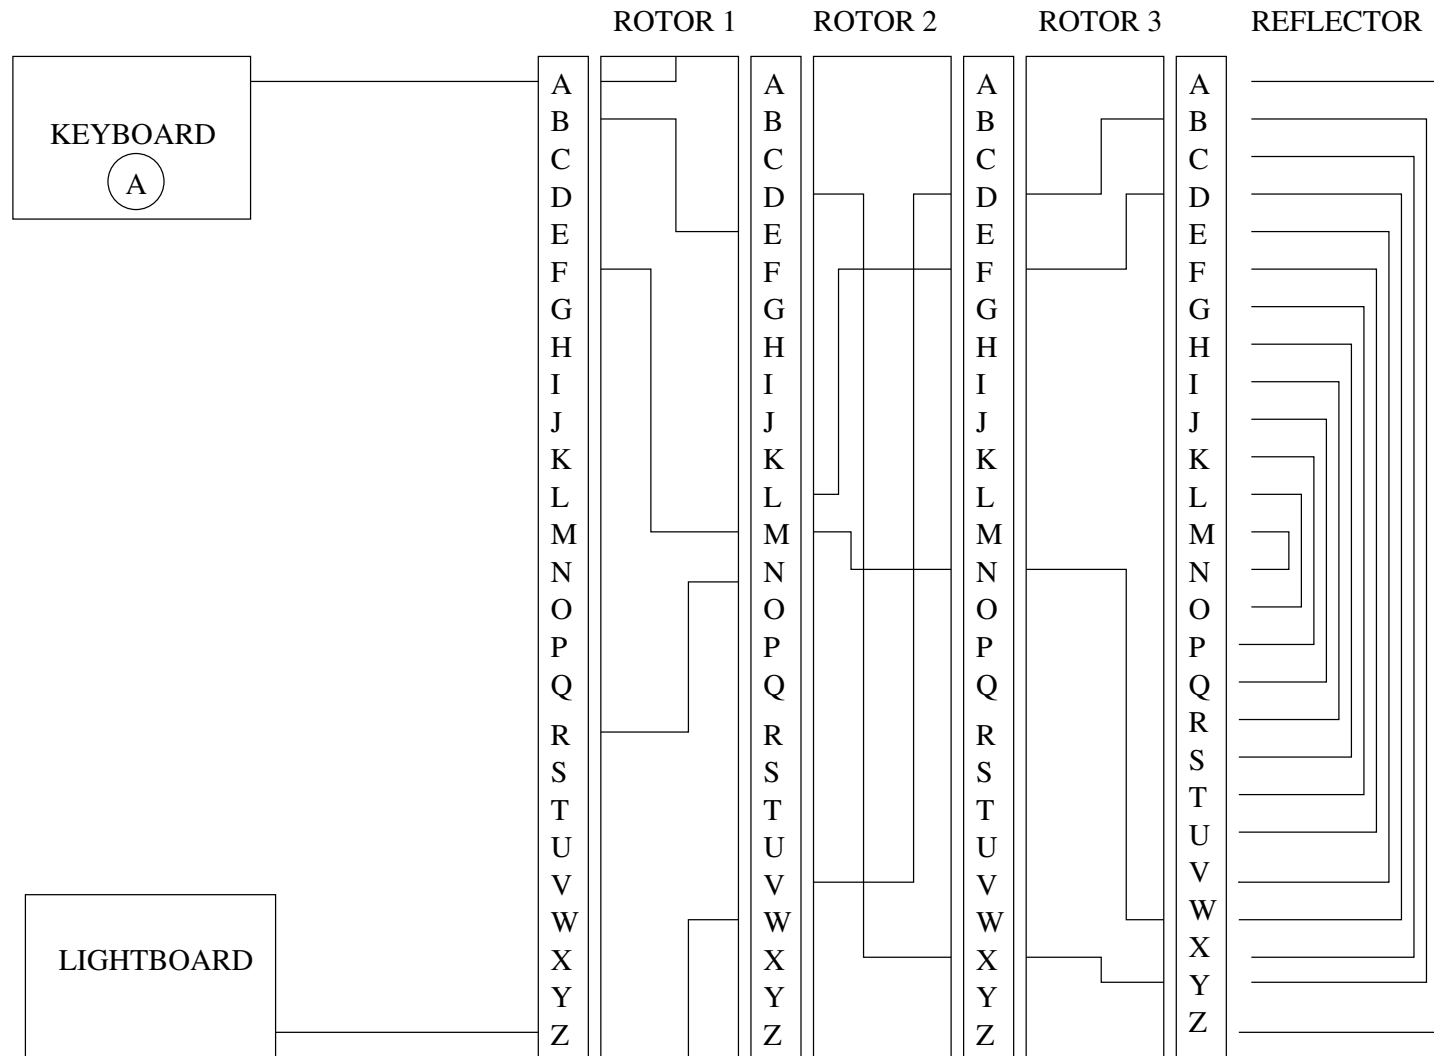 ROTOR 1 ROTOR 2 ROTOR 3 REFLECTOR
A A A A
KEYBOARD B B B B
C C C C
A
D D D D
E E E E
F F F F
G G G G
H H H H
I I I I
J J J J
K K K K
L L L L
M M M M
N N N N
O O O O
P P P P
Q Q Q Q
R R R R
S S S S
T T T T
U U U U
V V V V
W W W W
LIGHTBOARD X X X X
Y Y Y Y
Z Z Z Z